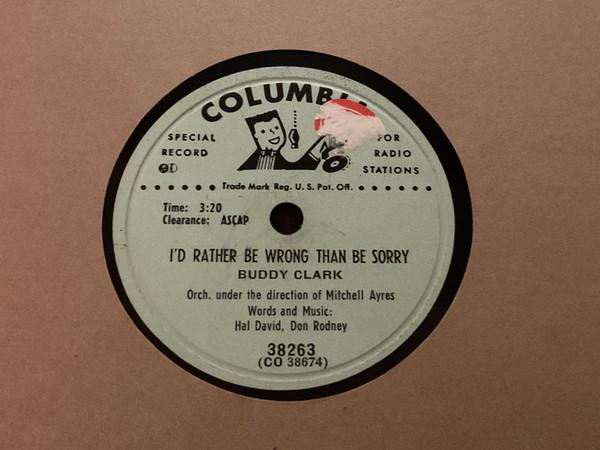 COLUMBIA
SPECIAL
RECORD
FOR
RADIO
STATIONS
Trade Mark Reg. U.S. Pat. Off.
Time: 3:20
Clearance: ASCAP
I'D RATHER BE WRONG THAN BE SORRY
BUDDY CLARK
Orch. under the direction of Mitchell Ayres
Words and Music:
Hal David, Don Rodney
38263
(CO 38674)